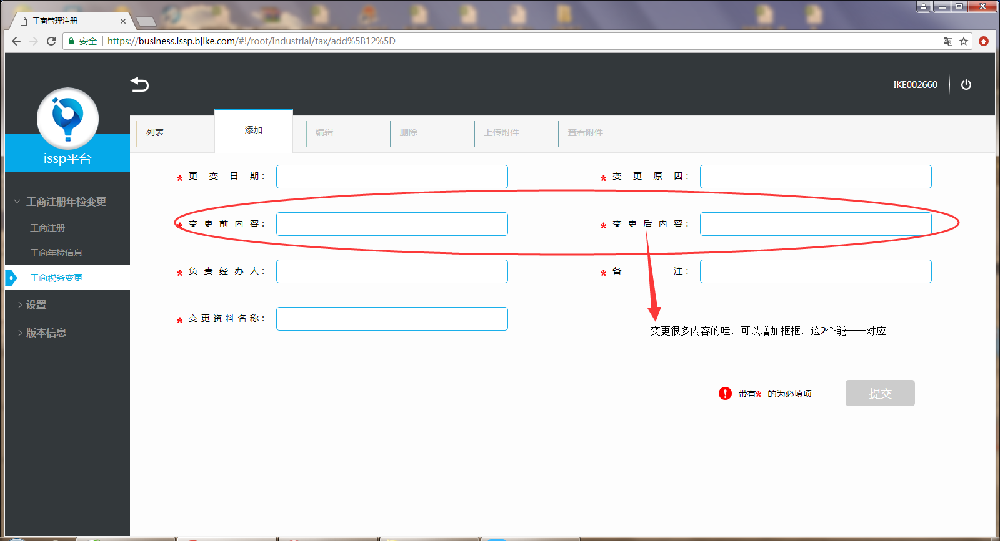 工商管理注册
安全 https://business.issp.bjike.com/#!/root/Industrial/tax/add%5B12%5D
IKE002660
issp平台
列表 添加 编辑 删除 上传附件 查看附件
工商注册年检变更
工商注册
工商年检信息
工商税务变更
设置
版本信息
* 更变日期： * 变更原因：
* 变更前内容： * 变更后内容：
* 负责经办人： * 备注：
* 变更资料名称：
变更很多内容的哇，可以增加框框，这2个能一一对应
带有* 的为必填项 提交